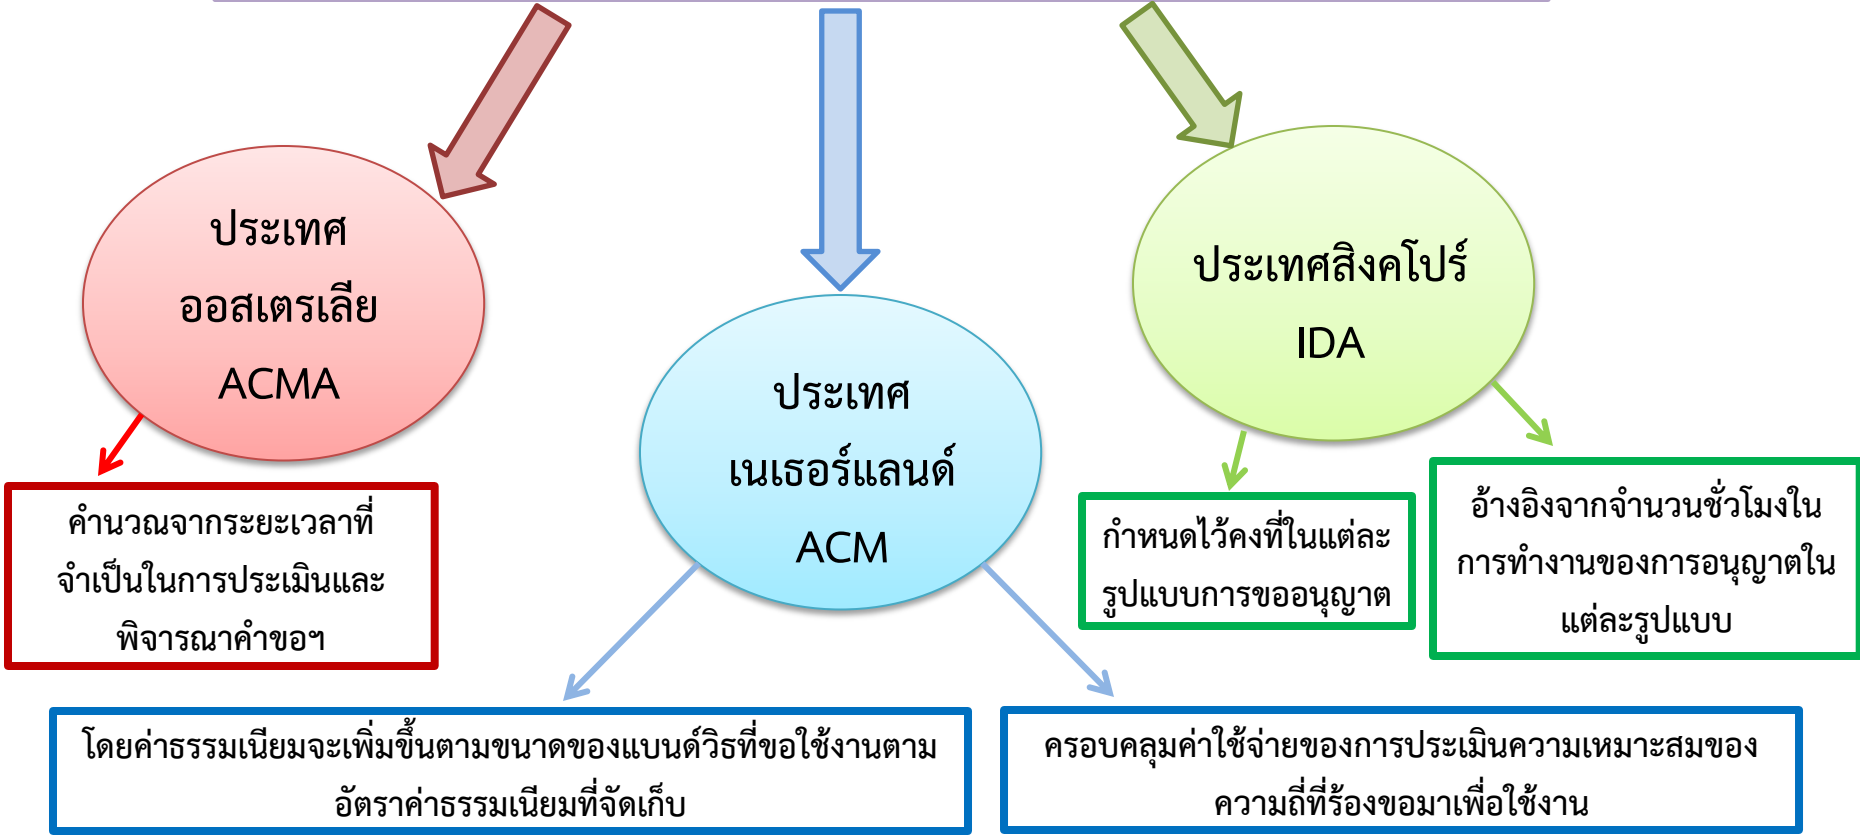 ประเทศ
ออสเตรเลีย
ACMA
คำนวณจากระยะเวลาที่
จำเป็นในการประเมินและ
พิจารณาคำขอฯ
ประเทศ
เนเธอร์แลนด์
ACM
โดยค่าธรรมเนียมจะเพิ่มขึ้นตามขนาดของแบนด์วิธที่ขอใช้งานตาม
อัตราค่าธรรมเนียมที่จัดเก็บ
ครอบคลุมค่าใช้จ่ายของการประเมินความเหมาะสมของ
ความถี่ที่ร้องขอมาเพื่อใช้งาน
ประเทศสิงคโปร์
IDA
กำหนดไว้คงที่ในแต่ละ
รูปแบบการขออนุญาต
อ้างอิงจากจำนวนชั่วโมงใน
การทำงานของการอนุญาตใน
แต่ละรูปแบบ